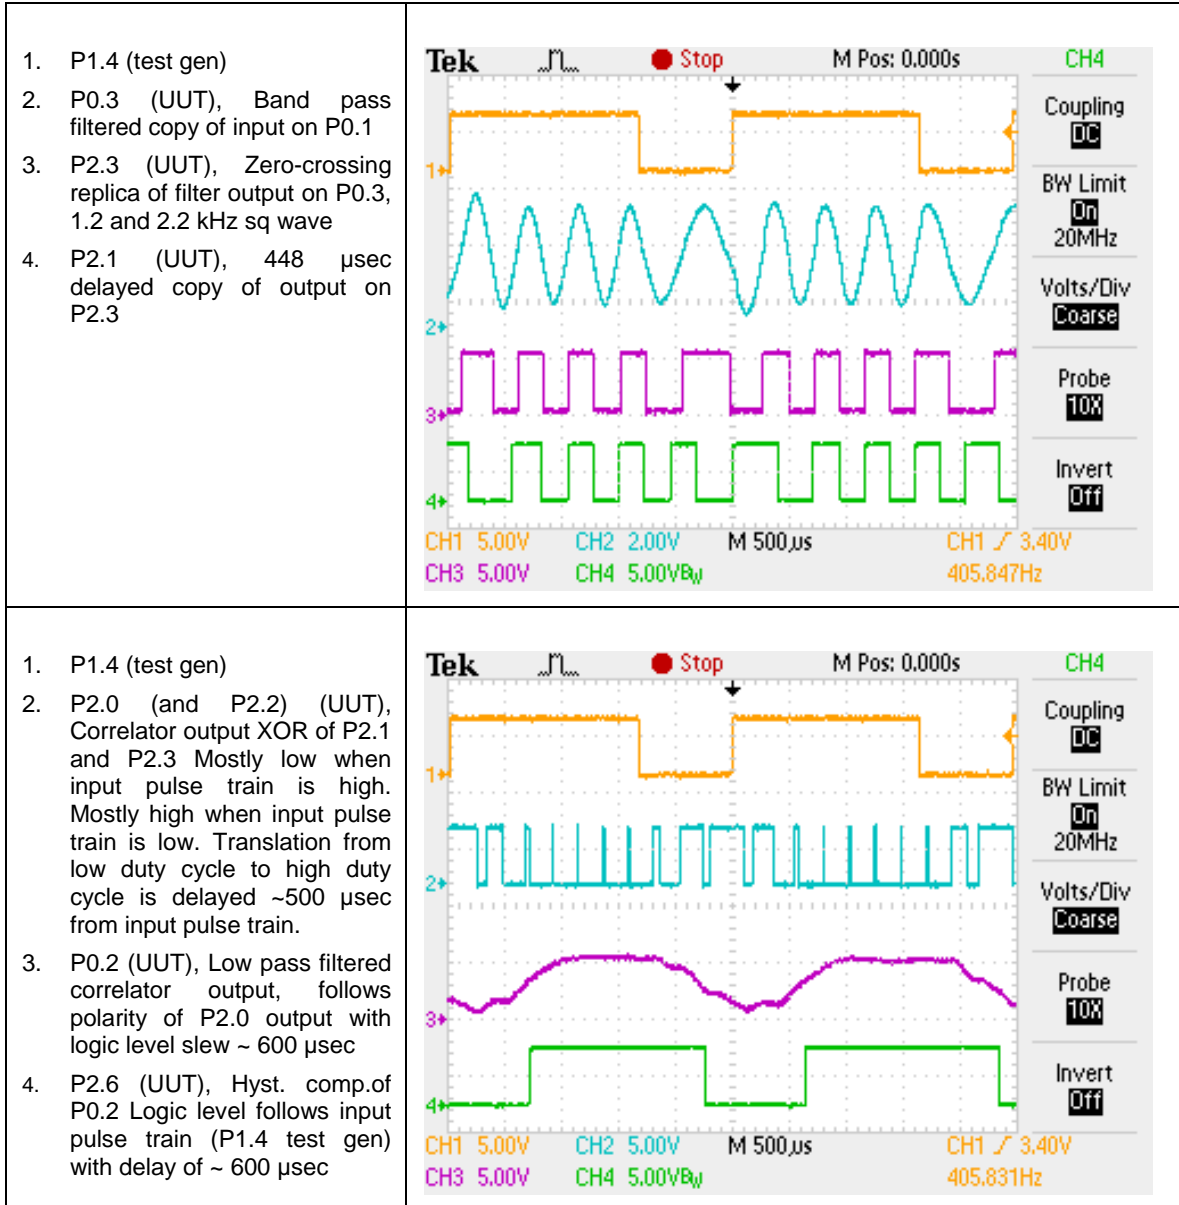 1. P1.4 (test gen)
2. P0.3 (UUT), Band pass
filtered copy of input on P0.1
3. P2.3 (UUT), Zero-crossing
replica of filter output on P0.3,
1.2 and 2.2 kHz sq wave
4. P2.1 (UUT), 448 µsec
delayed copy of output on
P2.3
Tek Stop M Pos: 0.000s CH4
Coupling
DC
BW Limit
On
20MHz
Volts/Div
Coarse
Probe
10X
Invert
Off
1
2
3
4
CH1 5.00V CH2 2.00V M 500µs CH1 3.40V
CH3 5.00V CH4 5.00VBW 405.847Hz
1. P1.4 (test gen)
2. P2.0 (and P2.2) (UUT),
Correlator output XOR of P2.1
and P2.3 Mostly low when
input pulse train is high.
Mostly high when input pulse
train is low. Translation from
low duty cycle to high duty
cycle is delayed ~500 µsec
from input pulse train.
3. P0.2 (UUT), Low pass filtered
correlator output, follows
polarity of P2.0 output with
logic level slew ~ 600 µsec
4. P2.6 (UUT), Hyst. comp.of
P0.2 Logic level follows input
pulse train (P1.4 test gen)
with delay of ~ 600 µsec
Tek Stop M Pos: 0.000s CH4
Coupling
DC
BW Limit
On
20MHz
Volts/Div
Coarse
Probe
10X
Invert
Off
1
2
3
4
CH1 5.00V CH2 5.00V M 500µs CH1 3.40V
CH3 5.00V CH4 5.00VBW 405.831Hz